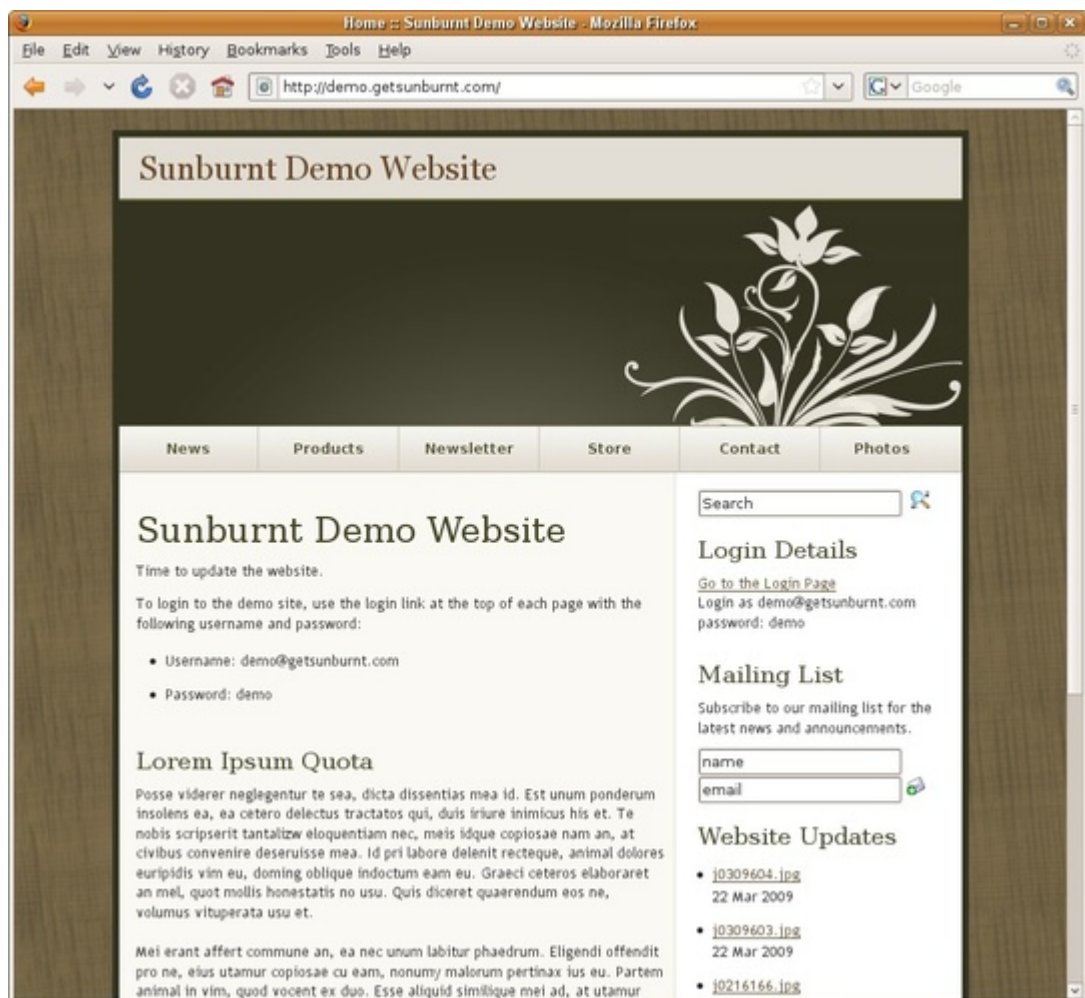 Home :: Sunburnt Demo Website - Mozilla Firefox
File Edit View History Bookmarks Tools Help
http://demo.getsunburnt.com/
Google
Sunburnt Demo Website
News Products Newsletter Store Contact Photos
Sunburnt Demo Website
Time to update the website.
To login to the demo site, use the login link at the top of each page with the
following username and password:
• Username: demo@getsunburnt.com
• Password: demo
Lorem Ipsum Quota
Posse viderer neglegentur te sea, dicta dissentias mea id. Est unum ponderum
insolens ea, ea cetero delectus tractatos qui, duis iriure inimicus his et. Te
nobis scripserit tantalizw eloquentiam nec, meis idque copiosae nam an, at
civibus convenire deseruisse mea. Id pri labore delenit recteque, animal dolores
euripidis vim eu, doming oblique indoctum eam eu. Graeci ceteros elaboraret
an mel, quot mollis honestatis no usu. Quis diceret quaerendum eos ne,
volumus vituperata usu et.
Mei erant affert commune an, ea nec unum labitur phaedrum. Eligendi offendit
pro ne, eius utamur copiosae cu eam, nonumy malorum pertinax ius eu. Partem
animal in vim, quod vocent ex duo. Esse aliquid similique mei ad, at utamur
Search
Login Details
Go to the Login Page
Login as demo@getsunburnt.com
password: demo
Mailing List
Subscribe to our mailing list for the
latest news and announcements.
name
email
Website Updates
• j0309604.jpg
22 Mar 2009
• j0309603.jpg
22 Mar 2009
• j0216166.jpg